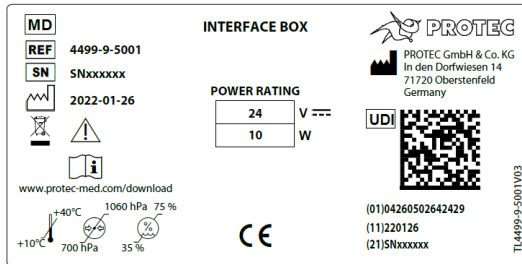 MD
REF 4499-9-5001
SN SNxxxxxx
2022-01-26
www.protec-med.com/download
+10°C +40°C
700 hPa 1060 hPa
35 % % 75 %
INTERFACE BOX
POWER RATING
24 V
10 W
CE
PROTEC
PROTEC GmbH & Co. KG
In den Dorfwiesen 14
71720 Oberstenfeld
Germany
UDI
(01)04260502642429
(11)220126
(21)SNxxxxxx
TL4499-9-5001V03